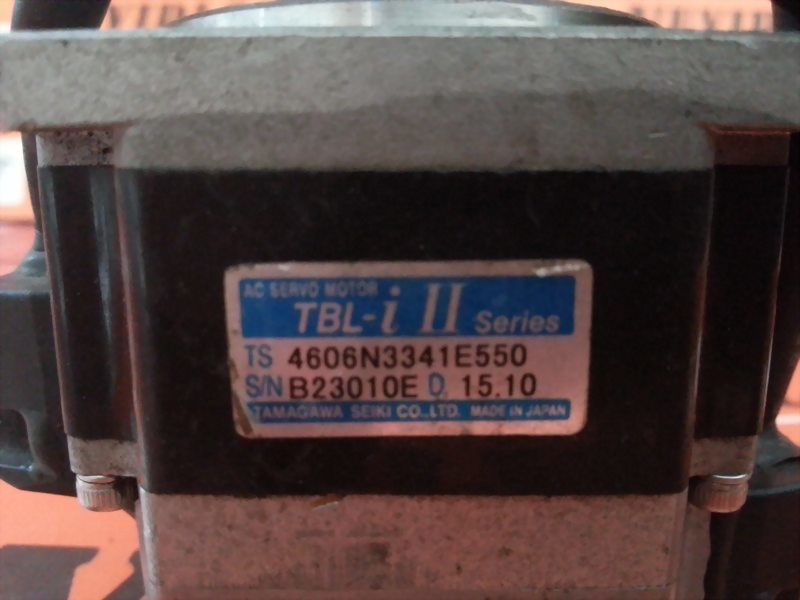 AC SERVO MOTOR
TBL-i II Series
TS 4606N3341E550
S/N B23010E D. 15.10
TAMAGAWA SEIKI CO.,LTD. MADE IN JAPAN